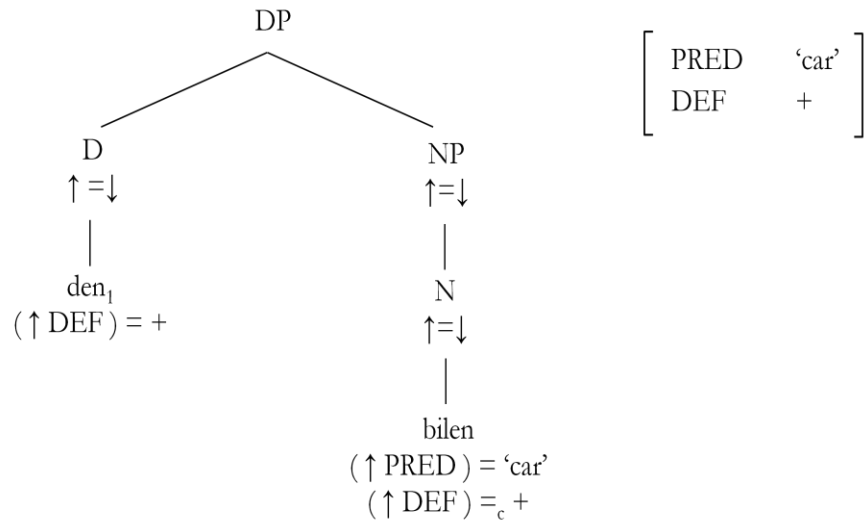 DP
PRED ‘car’
DEF +
D NP
↑ =↓ ↑=↓
den₁ N
( ↑ DEF ) = + ↑=↓
bilen
( ↑ PRED ) = ‘car’
( ↑ DEF ) =c +